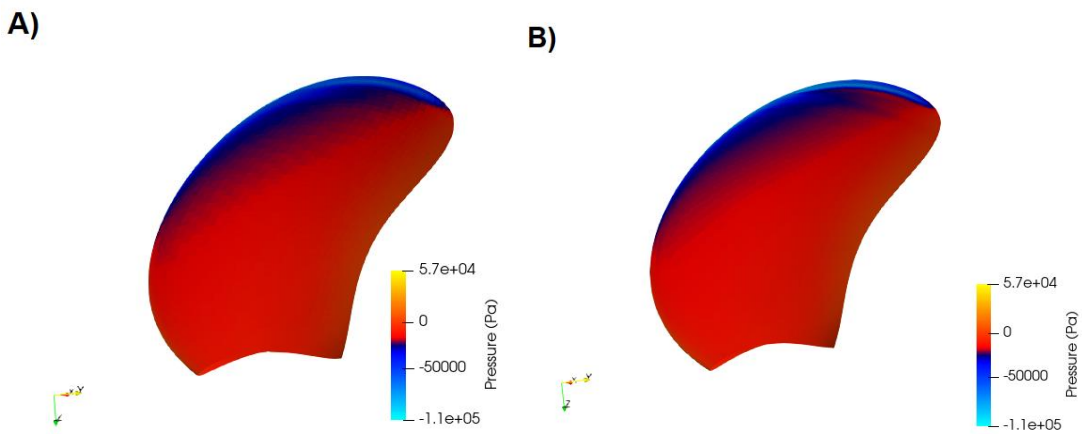 A)
B)
5.7e+04
0
-50000
-1.1e+05
Pressure (Pa)
Y
5.7e+04
0
-50000
-1.1e+05
Pressure (Pa)
Y
Z